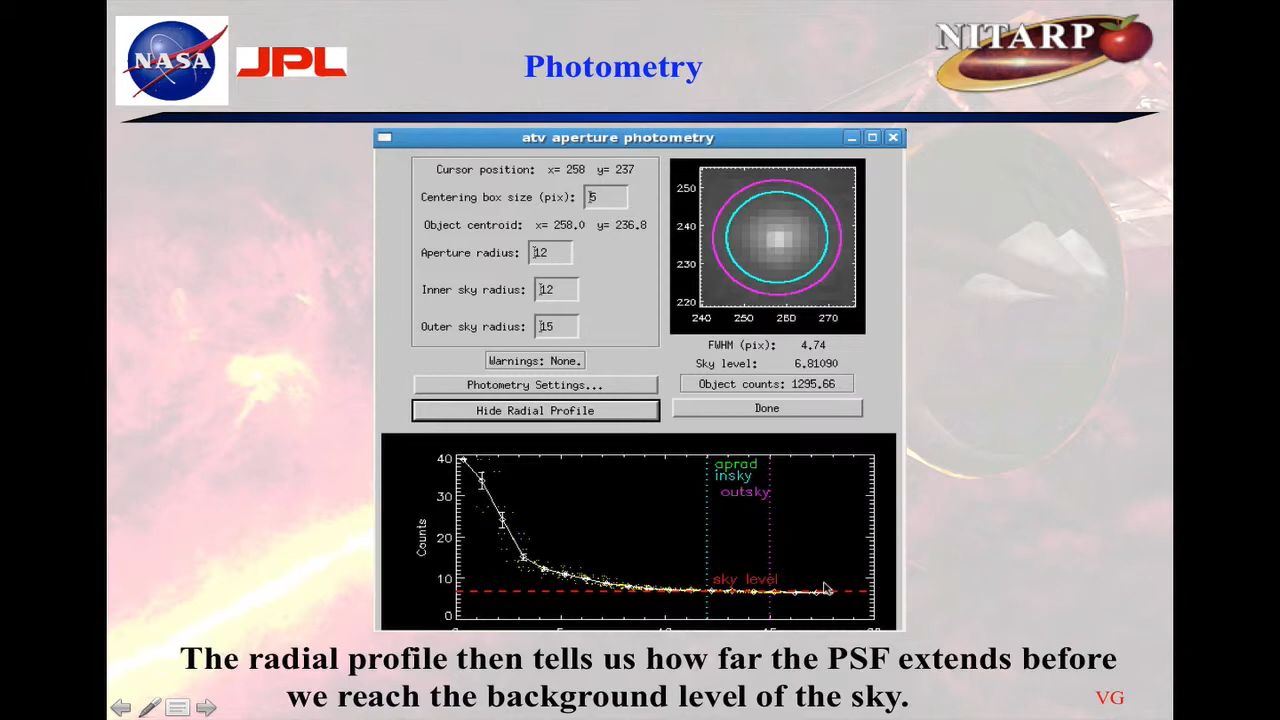 NASA
JPL
Photometry
NITARP
atv aperture photometry
Cursor position: x= 258 y= 237
Centering box size (pix): 5
Object centroid: x= 258.0 y= 236.8
Aperture radius: 12
Inner sky radius: 12
Outer sky radius: 15
Warnings: None.
Photometry Settings...
Hide Radial Profile
250
240
230
220
240 250 260 270
FWHM (pix): 4.74
Sky level: 6.81090
Object counts: 1295.66
Done
40
30
20
10
0
Counts
aprad
insky
outsky
sky level
The radial profile then tells us how far the PSF extends before
we reach the background level of the sky.
VG